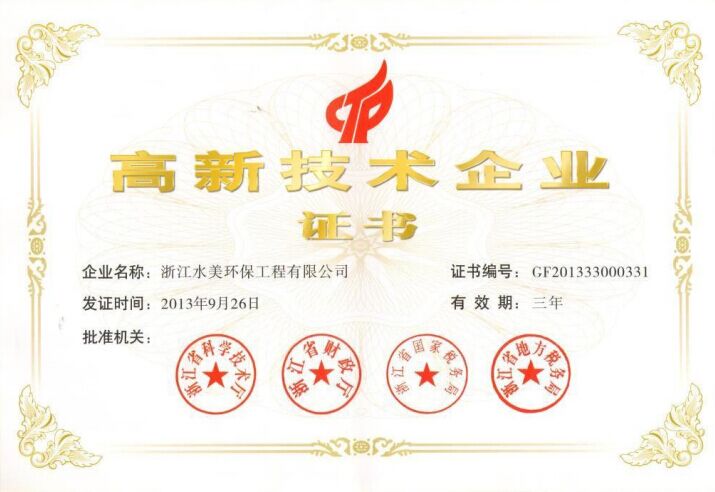 高新技术企业
证书
企业名称：浙江水美环保工程有限公司
证书编号：GF201333000331
发证时间：2013年9月26日
有效期：三年
批准机关：
浙江省科学技术厅
浙江省财政厅
浙江省国家税务局
浙江省地方税务局